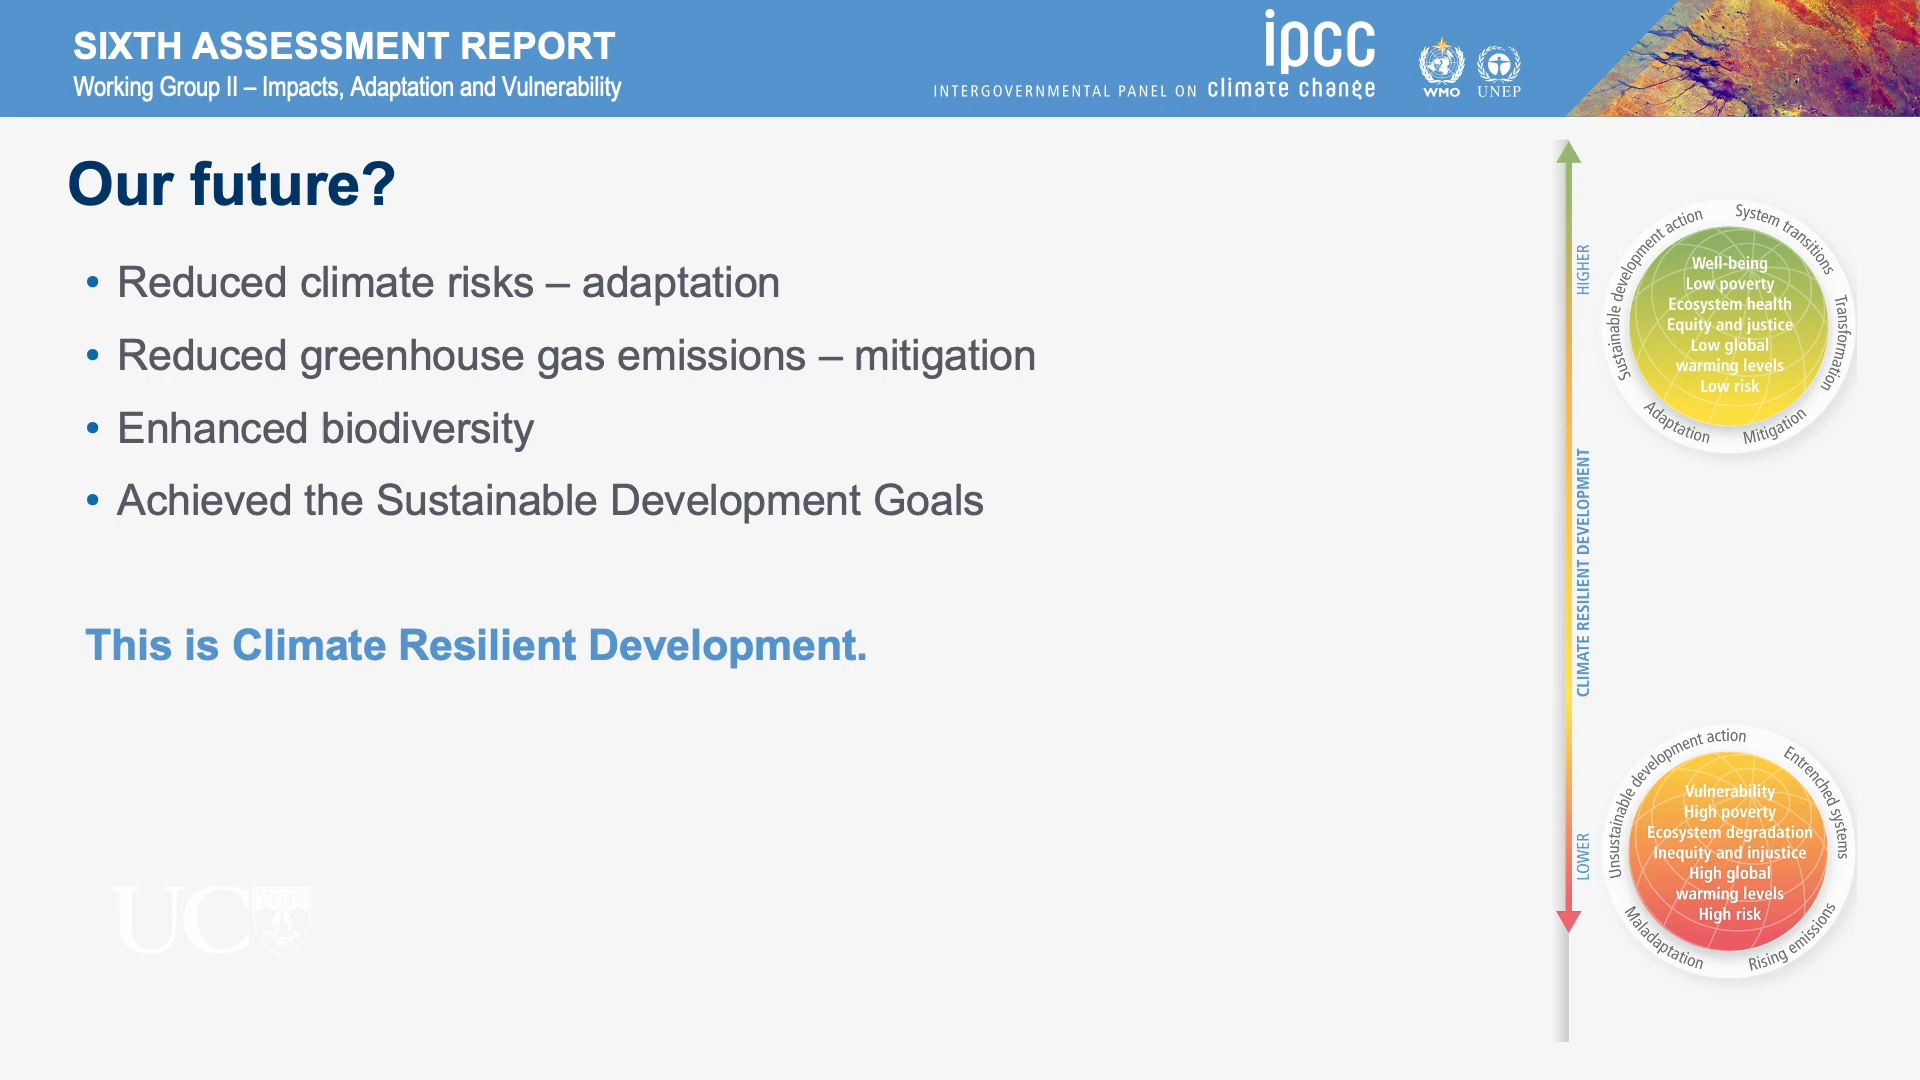 SIXTH ASSESSMENT REPORT
Working Group II – Impacts, Adaptation and Vulnerability
ipcc
INTERGOVERNMENTAL PANEL ON climate change
WMO
UNEP
Our future?
• Reduced climate risks – adaptation
• Reduced greenhouse gas emissions – mitigation
• Enhanced biodiversity
• Achieved the Sustainable Development Goals
This is Climate Resilient Development.
UC
HIGHER
CLIMATE RESILIENT DEVELOPMENT
LOWER
Sustainable development action
System transitions
Transformation
Mitigation
Adaptation
Well-being
Low poverty
Ecosystem health
Equity and justice
Low global
warming levels
Low risk
Unsustainable development action
Entrenched systems
Rising emissions
Maladaptation
Vulnerability
High poverty
Ecosystem degradation
Inequity and injustice
High global
warming levels
High risk